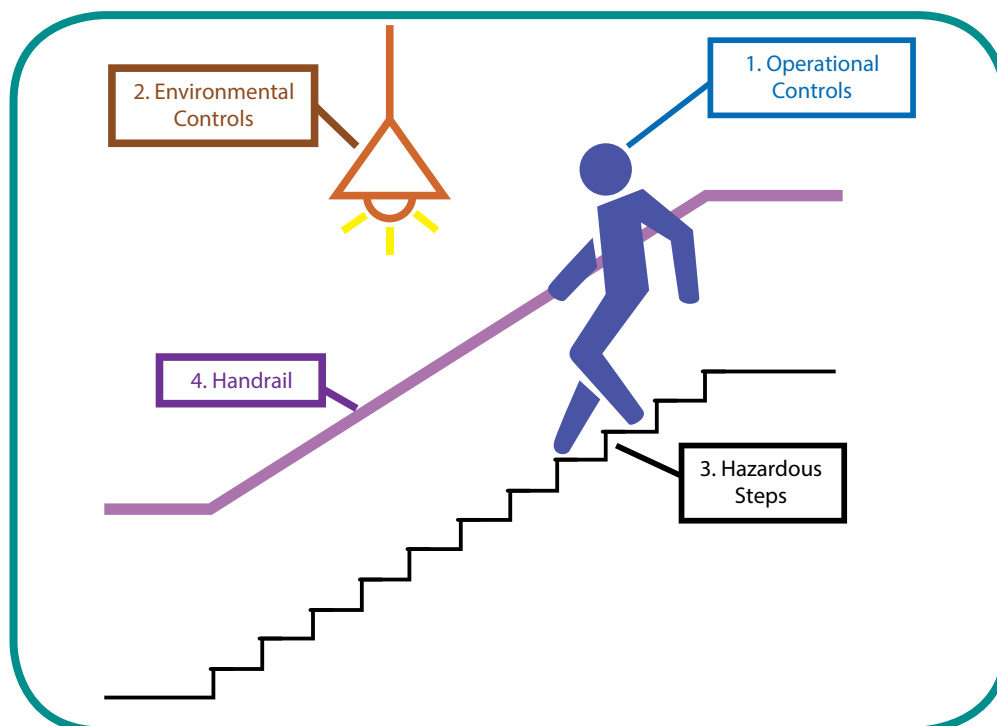 1. Operational
Controls
2. Environmental
Controls
3. Hazardous
Steps
4. Handrail